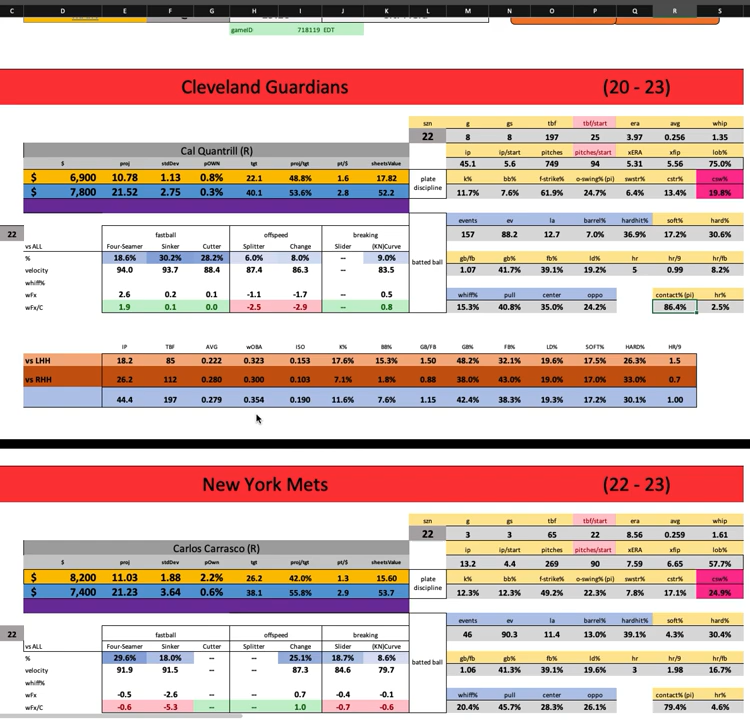 C D E F G H I J K L M N O P Q R S
gameID 718119 EDT
Cleveland Guardians (20 - 23)
szn g gs tbf tbf/start era avg whip
22 8 8 197 25 3.97 0.256 1.35
Cal Quantrill (R) ip ip/start pitches pitches/start xERA xfip lob%
$ proj stdDev pOWN tgt proj/tgt pt/$ sheetsValue 45.1 5.6 749 94 5.31 5.56 75.0%
$ 6,900 10.78 1.13 0.8% 22.1 48.8% 1.6 17.82 plate discipline k% bb% f-strike% o-swing% (pi) swstr% cstr% csw%
$ 7,800 21.52 2.75 0.3% 40.1 53.6% 2.8 52.2 11.7% 7.6% 61.9% 24.7% 6.4% 13.4% 19.8%
events ev la barrel% hardhit% soft% hard%
22 fastball offspeed breaking 157 88.2 12.7 7.0% 36.9% 17.2% 30.6%
vs ALL Four-Seamer Sinker Cutter Splitter Change Slider (KN)Curve
% 18.6% 30.2% 28.2% 6.0% 8.0% -- 9.0% batted ball gb/fb gb% fb% ld% hr hr/9 hr/fb
velocity 94.0 93.7 88.4 87.4 86.3 -- 83.5 1.07 41.7% 39.1% 19.2% 5 0.99 8.2%
whiff%
wFx 2.6 0.2 0.1 -1.1 -1.7 -- 0.5 whiff% pull center oppo contact% (pi) hr%
wFx/C 1.9 0.1 0.0 -2.5 -2.9 -- 0.8 15.3% 40.8% 35.0% 24.2% 86.4% 2.5%
IP TBF AVG wOBA ISO K% BB% GB/FB GB% FB% LD% SOFT% HARD% HR/9
vs LHH 18.2 85 0.222 0.323 0.153 17.6% 15.3% 1.50 48.2% 32.1% 19.6% 17.5% 26.3% 1.5
vs RHH 26.2 112 0.280 0.300 0.103 7.1% 1.8% 0.88 38.0% 43.0% 19.0% 17.0% 33.0% 0.7
44.4 197 0.279 0.354 0.190 11.6% 7.6% 1.15 42.4% 38.3% 19.3% 17.2% 30.1% 1.00
New York Mets (22 - 23)
szn g gs tbf tbf/start era avg whip
22 3 3 65 22 8.56 0.259 1.61
Carlos Carrasco (R) ip ip/start pitches pitches/start xERA xfip lob%
$ proj stdDev pOwn tgt proj/tgt pt/$ sheetsValue 13.2 4.4 269 90 7.59 6.65 57.7%
$ 8,200 11.03 1.88 2.2% 26.2 42.0% 1.3 15.60 plate discipline k% bb% f-strike% o-swing% (pi) swstr% cstr% csw%
$ 7,400 21.23 3.64 0.6% 38.1 55.8% 2.9 53.7 12.3% 12.3% 49.2% 22.3% 7.8% 17.1% 24.9%
events ev la barrel% hardhit% soft% hard%
22 fastball offspeed breaking 46 90.3 11.4 13.0% 39.1% 4.3% 30.4%
vs ALL Four-Seamer Sinker Cutter Splitter Change Slider (KN)Curve
% 29.6% 18.0% -- -- 25.1% 18.7% 8.6% batted ball gb/fb gb% fb% ld% hr hr/9 hr/fb
velocity 91.9 91.5 -- -- 87.3 84.6 79.7 1.06 41.3% 39.1% 19.6% 3 1.98 16.7%
whiff%
wFx -0.5 -2.6 -- -- 0.7 -0.4 -0.1 whiff% pull center oppo contact% (pi) hr%
wFx/C -0.6 -5.3 -- -- 1.0 -0.7 -0.6 20.4% 45.7% 28.3% 26.1% 79.4% 4.6%